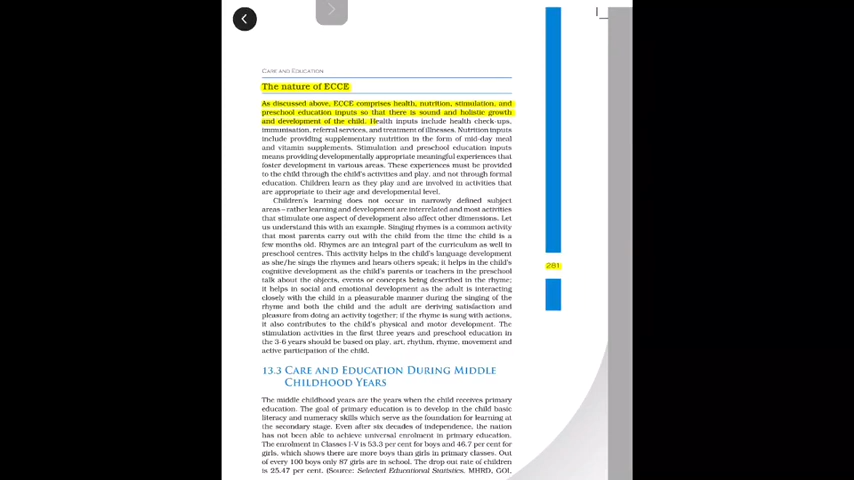 CARE AND EDUCATION
The nature of ECCE
As discussed above, ECCE comprises health, nutrition, stimulation, and
preschool education inputs so that there is sound and holistic growth
and development of the child. Health inputs include health check-ups,
immunisation, referral services, and treatment of illnesses. Nutrition inputs
include providing supplementary nutrition in the form of mid-day meal
and vitamin supplements. Stimulation and preschool education inputs
means providing developmentally appropriate meaningful experiences that
foster development in various areas. These experiences must be provided
to the child through the child's activities and play, and not through formal
education. Children learn as they play and are involved in activities that
are appropriate to their age and developmental level.
Children's learning does not occur in narrowly defined subject
areas – rather learning and development are interrelated and most activities
that stimulate one aspect of development also affect other dimensions. Let
us understand this with an example. Singing rhymes is a common activity
that most parents carry out with the child from the time the child is a
few months old. Rhymes are an integral part of the curriculum as well in
preschool centres. This activity helps in the child's language development
as she/he sings the rhymes and hears others speak; it helps in the child's
cognitive development as the child's parents or teachers in the preschool
talk about the objects, events or concepts being described in the rhyme;
it helps in social and emotional development as the adult is interacting
closely with the child in a pleasurable manner during the singing of the
rhyme and both the child and the adult are deriving satisfaction and
pleasure from doing an activity together; if the rhyme is sung with actions,
it also contributes to the child's physical and motor development. The
stimulation activities in the first three years and preschool education in
the 3-6 years should be based on play, art, rhythm, rhyme, movement and
active participation of the child.
281
13.3 CARE AND EDUCATION DURING MIDDLE
CHILDHOOD YEARS
The middle childhood years are the years when the child receives primary
education. The goal of primary education is to develop in the child basic
literacy and numeracy skills which serve as the foundation for learning at
the secondary stage. Even after six decades of independence, the nation
has not been able to achieve universal enrolment in primary education.
The enrolment in Classes I-V is 53.3 per cent for boys and 46.7 per cent for
girls, which shows there are more boys than girls in primary classes. Out
of every 100 boys only 87 girls are in school. The drop out rate of children
is 25.47 per cent. (Source: Selected Educational Statistics, MHRD, GOI,